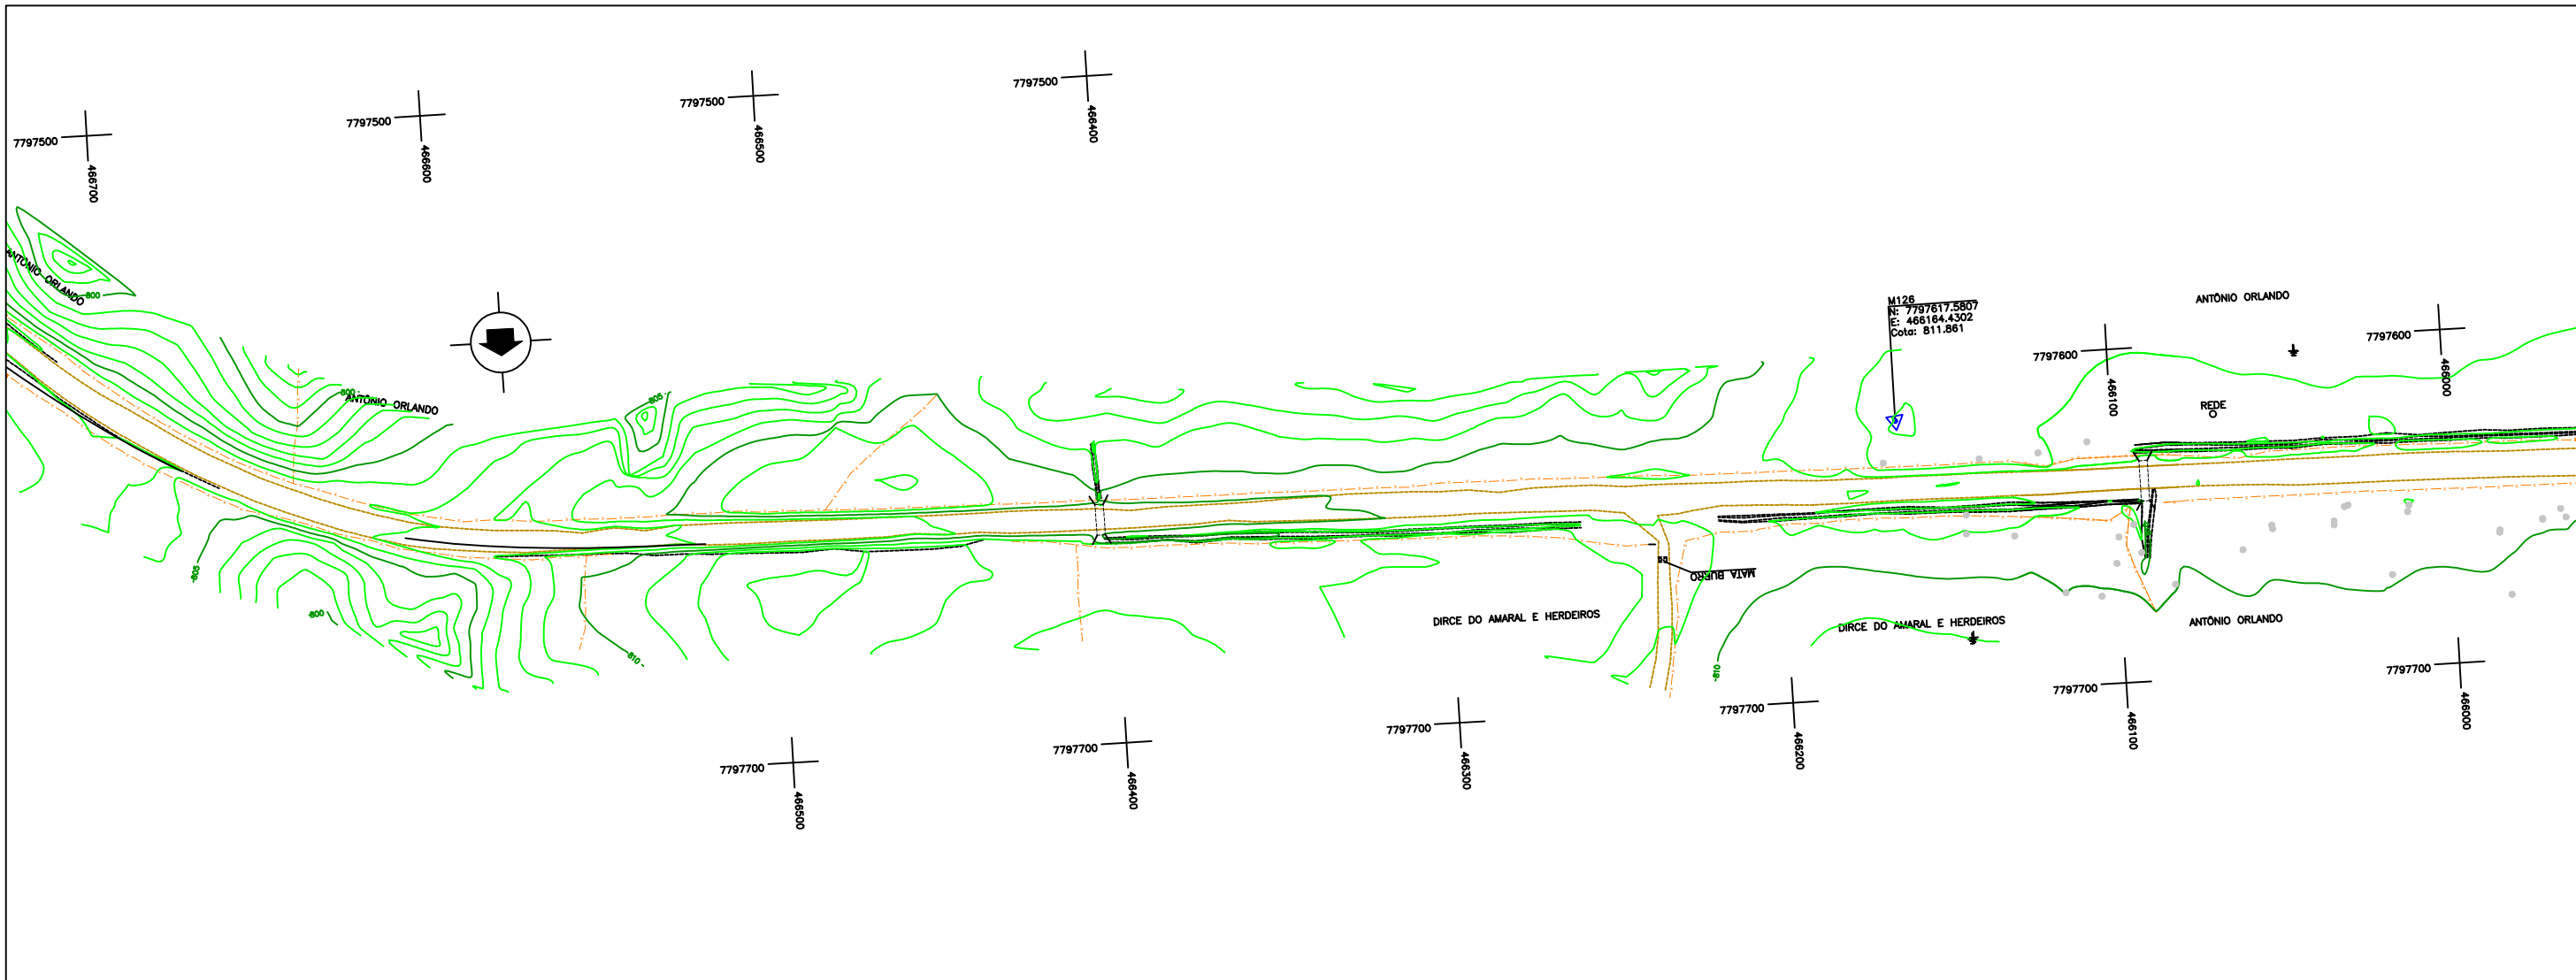 7797500
466700
7797500
466600
7797500
466500
7797500
466400
ANTÔNIO ORLANDO
800
800
ANTÔNIO ORLANDO
805
M126
N: 7797617.5807
E: 466164.4302
Cota: 811.861
ANTÔNIO ORLANDO
7797600
466100
7797600
466000
REDE
805
800
810
MATA BURRO
DIRCE DO AMARAL E HERDEIROS
DIRCE DO AMARAL E HERDEIROS
ANTÔNIO ORLANDO
810
7797700
466500
7797700
466400
7797700
466300
7797700
466200
7797700
466100
7797700
466000